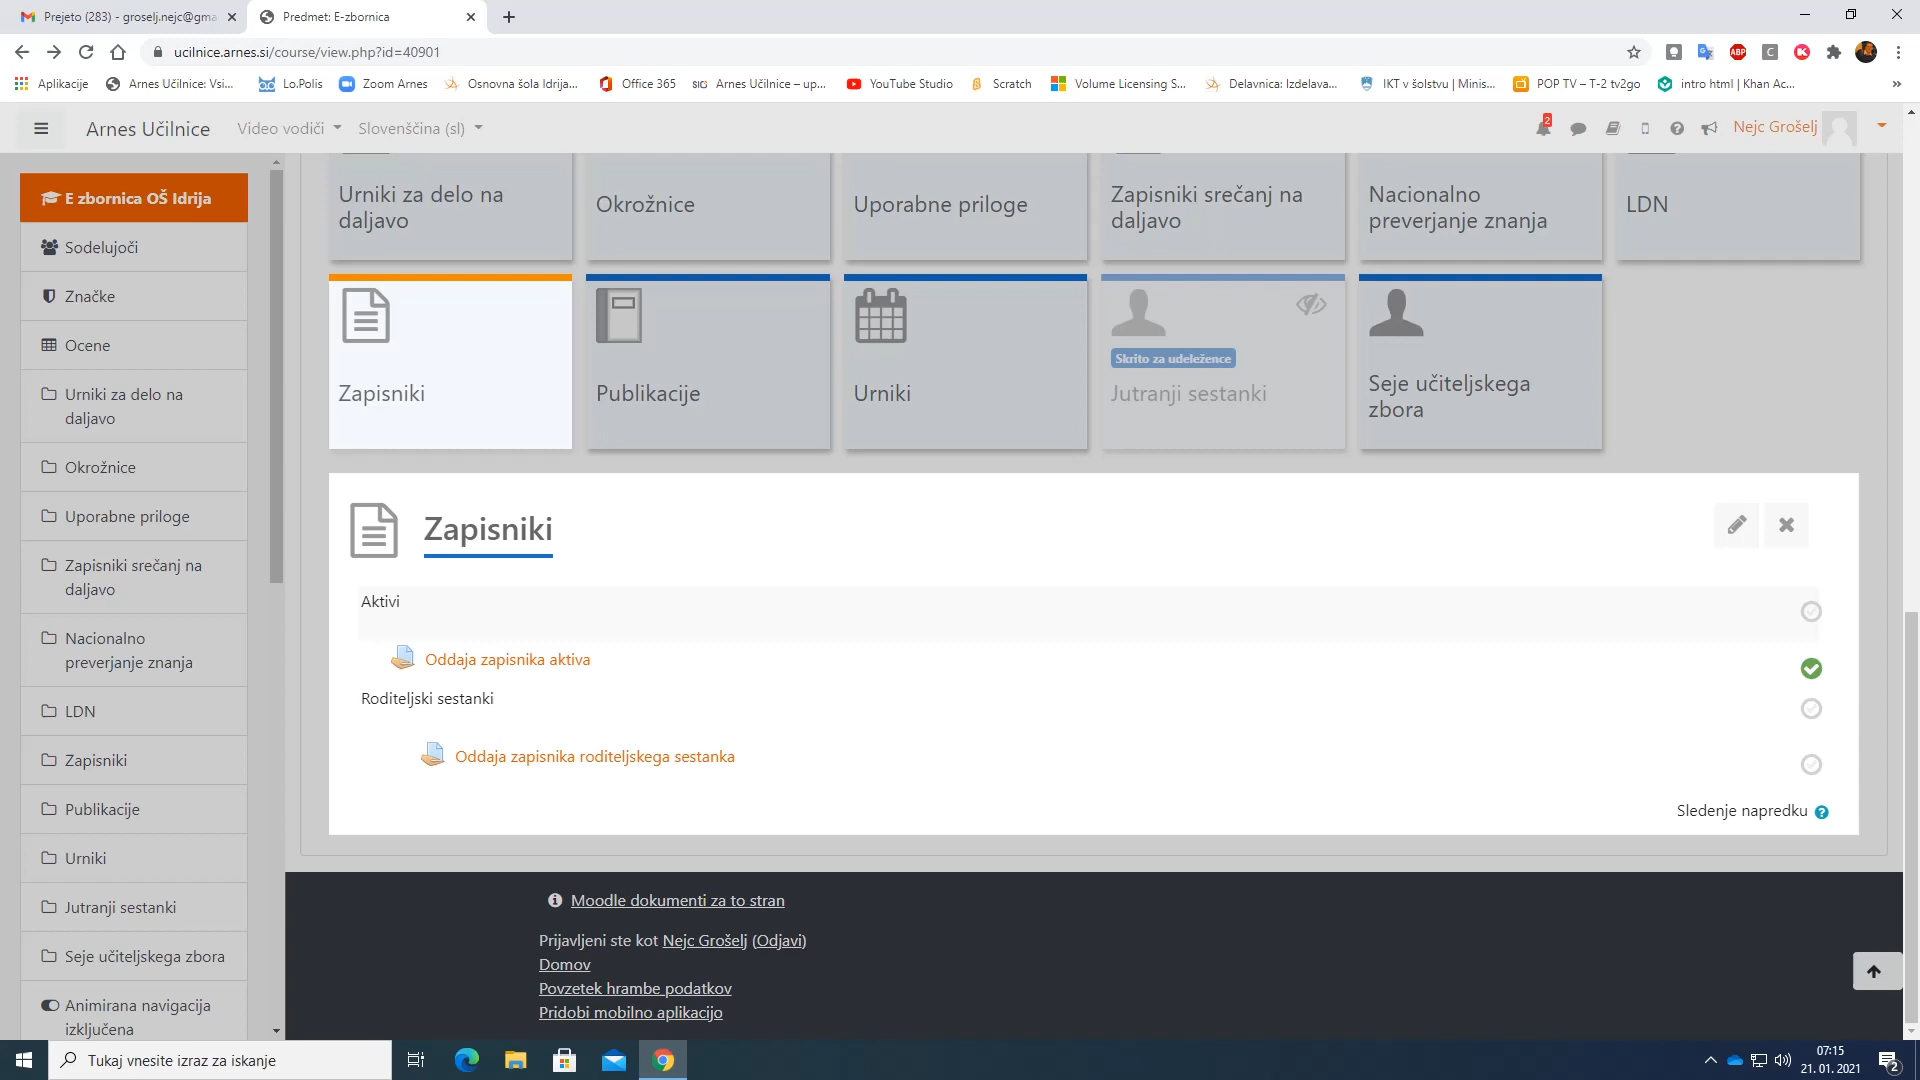 Prejeto (283) - groselj.nejc@gma
Predmet: E-zbornica
ucilnice.arnes.si/course/view.php?id=40901
Aplikacije
Arnes Učilnice: Vsi...
Lo.Polis
Zoom Arnes
Osnovna šola Idrija...
Office 365
Arnes Učilnice – up...
YouTube Studio
Scratch
Volume Licensing S...
Delavnica: Izdelava...
IKT v šolstvu | Minis...
POP TV – T-2 tv2go
intro html | Khan Ac...
Arnes Učilnice
Video vodiči
Slovenščina (sl)
2
Nejc Grošelj
E zbornica OŠ Idrija
Sodelujoči
Značke
Ocene
Urniki za delo na
daljavo
Okrožnice
Uporabne priloge
Zapisniki srečanj na
daljavo
Nacionalno
preverjanje znanja
LDN
Zapisniki
Publikacije
Urniki
Jutranji sestanki
Seje učiteljskega zbora
Animirana navigacija
izključena
Urniki za delo na
daljavo
Okrožnice
Uporabne priloge
Zapisniki srečanj na
daljavo
Nacionalno
preverjanje znanja
LDN
Zapisniki
Publikacije
Urniki
Skrito za udeležence
Jutranji sestanki
Seje učiteljskega
zbora
Zapisniki
Aktivi
Oddaja zapisnika aktiva
Roditeljski sestanki
Oddaja zapisnika roditeljskega sestanka
Sledenje napredku
Moodle dokumenti za to stran
Prijavljeni ste kot Nejc Grošelj (Odjavi)
Domov
Povzetek hrambe podatkov
Pridobi mobilno aplikacijo
Tukaj vnesite izraz za iskanje
07:15
21. 01. 2021
2